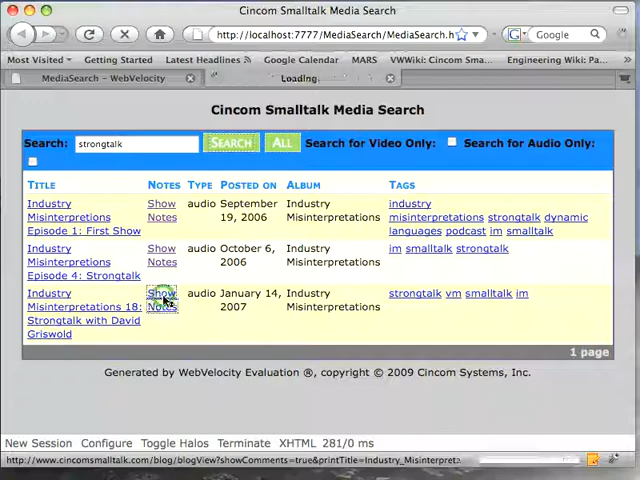 Cincom Smalltalk Media Search
http://localhost:7777/MediaSearch/MediaSearch.h
Google
Most Visited Getting Started Latest Headlines Google Calendar MARS VWWiki: Cincom Sma... Engineering Wiki: Pa...
MediaSearch - WebVelocity Loading...
Cincom Smalltalk Media Search
Search: strongtalk SEARCH ALL Search for Video Only: Search for Audio Only:
TITLE NOTES TYPE POSTED ON ALBUM TAGS
Industry Show audio September Industry industry
Misinterpretions Notes 19, 2006 Misinterpretations misinterpretations strongtalk dynamic
Episode 1: First Show languages podcast im smalltalk
Industry Show audio October 6, Industry im smalltalk strongtalk
Misinterpretations Notes 2006 Misinterpretations
Episode 4: Strongtalk
Industry Show audio January 14, Industry strongtalk vm smalltalk im
Misinterpretations 18: Notes 2007 Misinterpretations
Strongtalk with David
Griswold
1 page
Generated by WebVelocity Evaluation ®, copyright © 2009 Cincom Systems, Inc.
New Session Configure Toggle Halos Terminate XHTML 281/0 ms
http://www.cincomsmalltalk.com/blog/blogView?showComments=true&printTitle=Industry_Misinterpret...